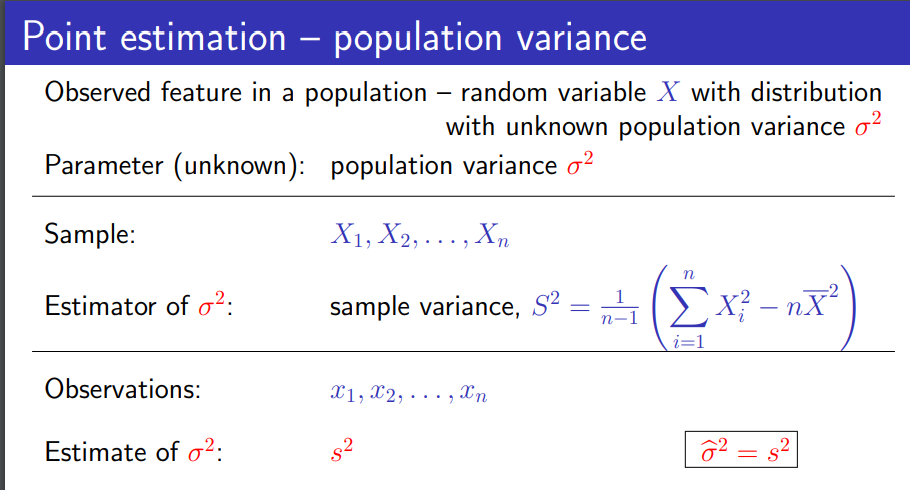 Point estimation – population variance
Observed feature in a population – random variable X with distribution
with unknown population variance σ²
Parameter (unknown): population variance σ²
Sample: X₁, X₂, . . . , Xₙ
Estimator of σ²: sample variance, S² = 1/(n−1) (∑ᵢ₌₁ⁿ Xᵢ² − nX̅²)
Observations: x₁, x₂, . . . , xₙ
Estimate of σ²: s² σ̂² = s²